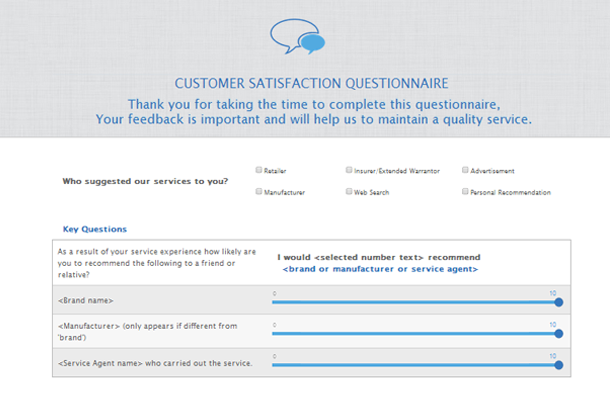 CUSTOMER SATISFACTION QUESTIONNAIRE
Thank you for taking the time to complete this questionnaire,
Your feedback is important and will help us to maintain a quality service.
Who suggested our services to you?
Retailer
Insurer/Extended Warrantor
Advertisement
Manufacturer
Web Search
Personal Recommendation
Key Questions
As a result of your service experience how likely are
you to recommend the following to a friend or
relative?
I would <selected number text> recommend
<brand or manufacturer or service agent>
<Brand name>
0 10
<Manufacturer> (only appears if different from
'brand')
0 10
<Service Agent name> who carried out the service.
0 10